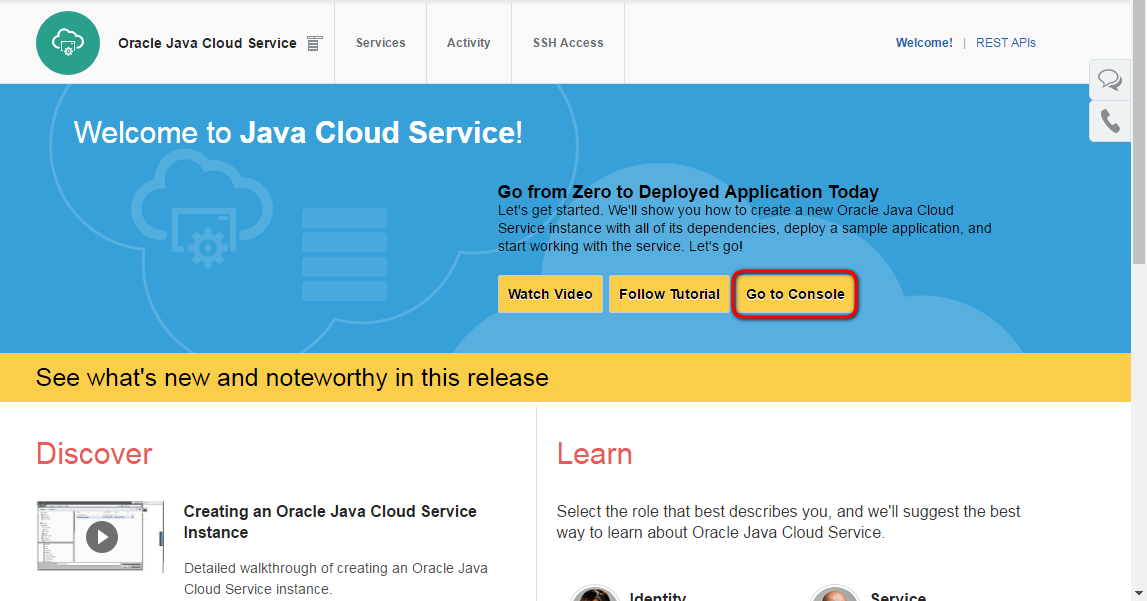 Oracle Java Cloud Service
Services
Activity
SSH Access
Welcome! | REST APIs
Welcome to Java Cloud Service!
Go from Zero to Deployed Application Today
Let's get started. We'll show you how to create a new Oracle Java Cloud
Service instance with all of its dependencies, deploy a sample application, and
start working with the service. Let's go!
Watch Video
Follow Tutorial
Go to Console
See what's new and noteworthy in this release
Discover
Creating an Oracle Java Cloud Service
Instance
Detailed walkthrough of creating an Oracle Java
Cloud Service instance.
Learn
Select the role that best describes you, and we'll suggest the best
way to learn about Oracle Java Cloud Service.
Identity
Service